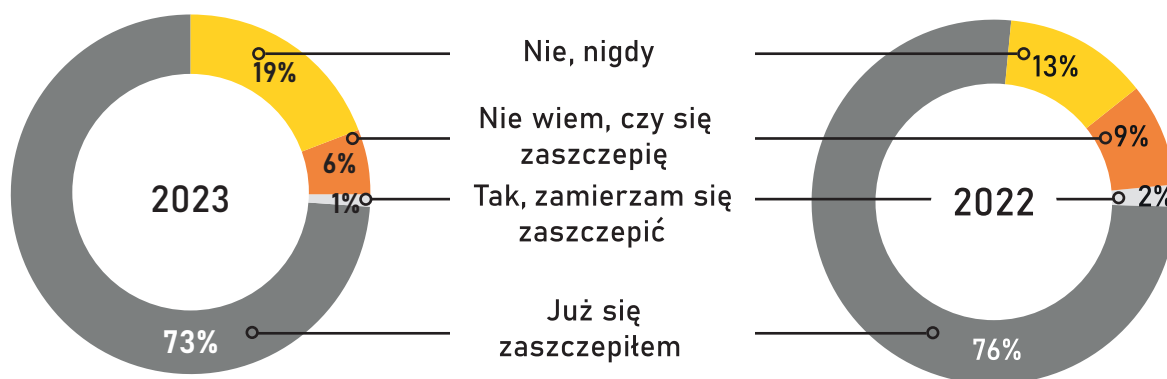 Nie, nigdy
19%
13%
Nie wiem, czy się
zaszczepię
6%
9%
2023
Tak, zamierzam się
zaszczepić
1%
2022
2%
Już się
zaszczepiłem
73%
76%